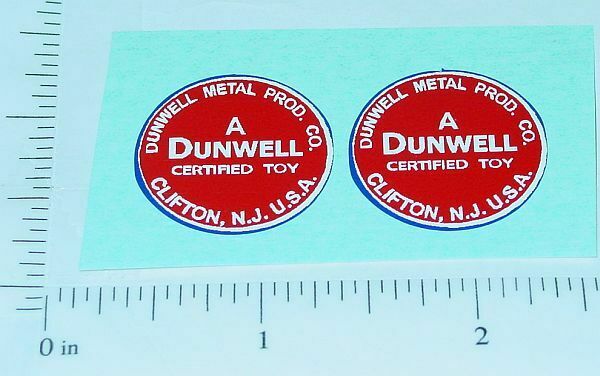 DUNWELL METAL PROD. CO.
A
DUNWELL
CERTIFIED TOY
CLIFTON, N.J. U.S.A.
DUNWELL METAL PROD. CO.
A
DUNWELL
CERTIFIED TOY
CLIFTON, N.J. U.S.A.
0 in 1 2